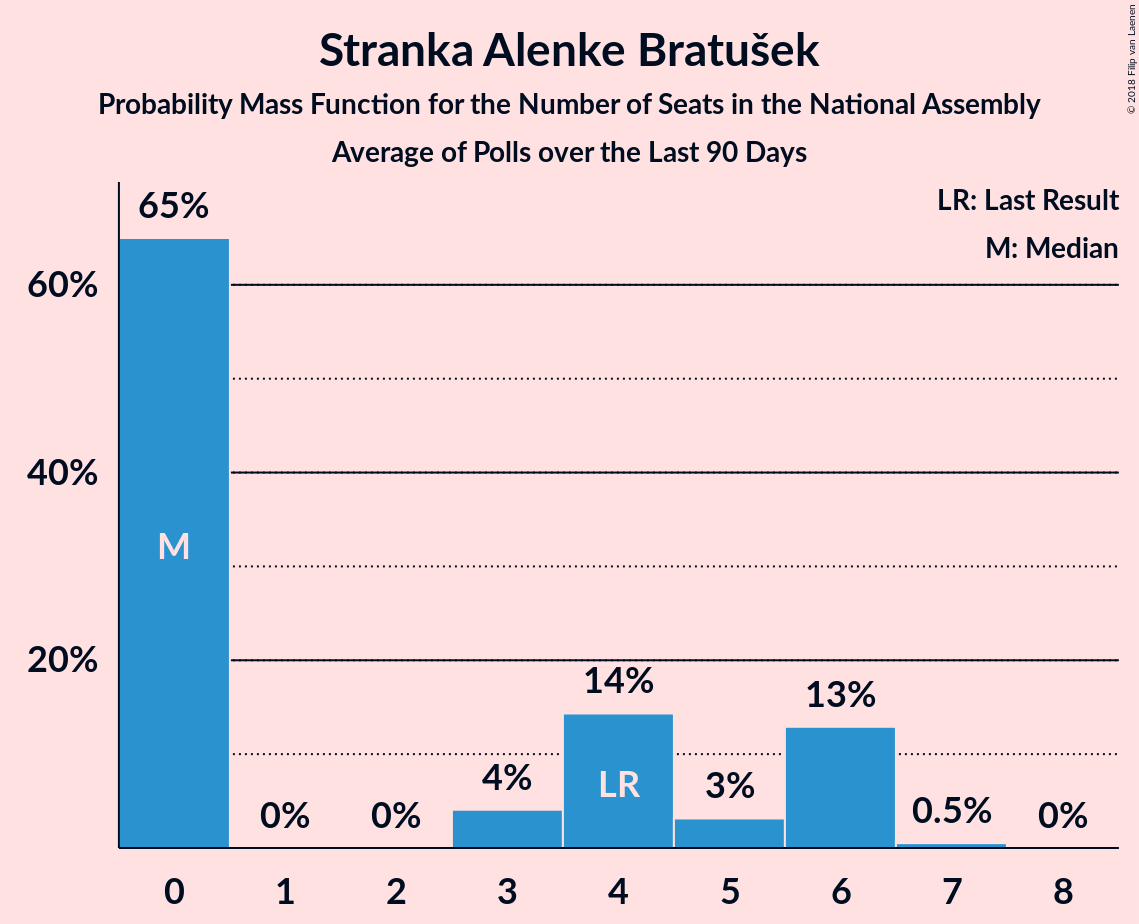 Stranka Alenke Bratušek
Probability Mass Function for the Number of Seats in the National Assembly
Average of Polls over the Last 90 Days
© 2018 Filip van Laenen
LR: Last Result
M: Median
65%
60%
40%
M
20%
14%
13%
LR
4%
3%
0%
0%
0.5%
0%
0 1 2 3 4 5 6 7 8